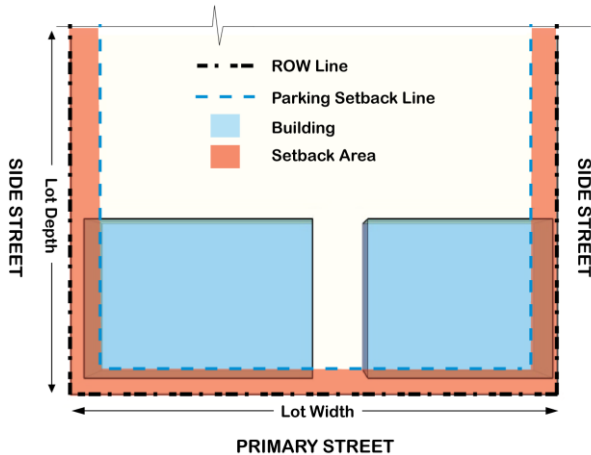 ROW Line
Parking Setback Line
Building
Setback Area
SIDE STREET
Lot Depth
SIDE STREET
Lot Width
PRIMARY STREET